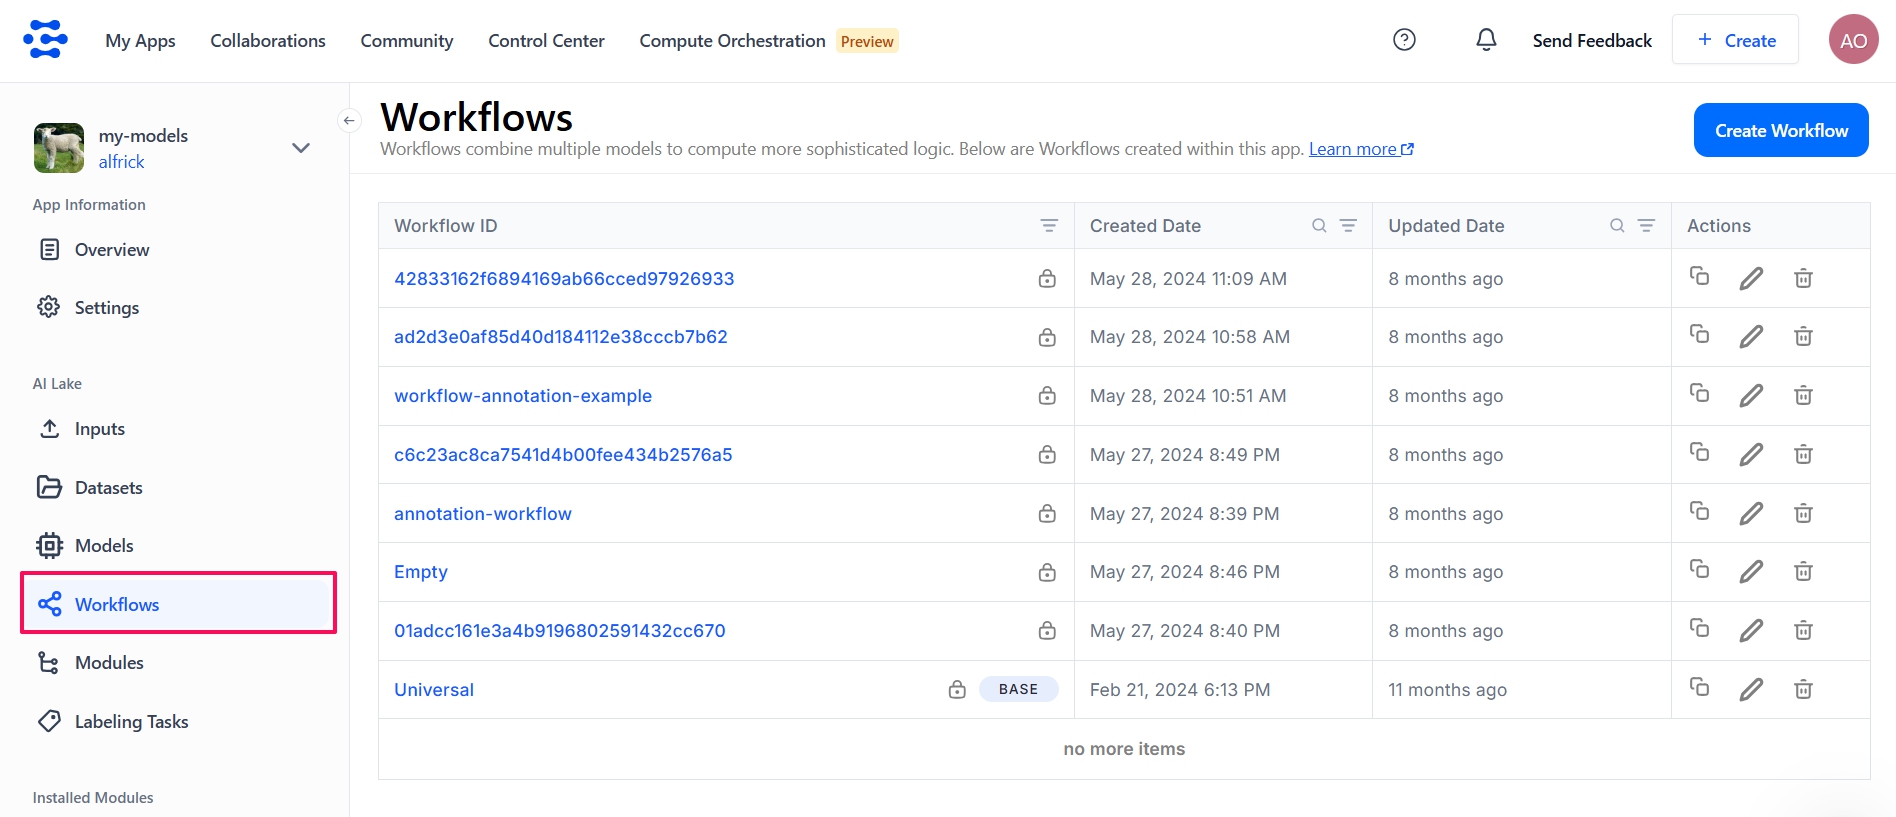 My Apps Collaborations Community Control Center Compute Orchestration Preview Send Feedback + Create AO
my-models
alfrick
App Information
Overview
Settings
AI Lake
Inputs
Datasets
Models
Workflows
Modules
Labeling Tasks
Installed Modules
Workflows
Workflows combine multiple models to compute more sophisticated logic. Below are Workflows created within this app. Learn more
Create Workflow
Workflow ID Created Date Updated Date Actions
42833162f6894169ab66cced97926933 May 28, 2024 11:09 AM 8 months ago
ad2d3e0af85d40d184112e38cccb7b62 May 28, 2024 10:58 AM 8 months ago
workflow-annotation-example May 28, 2024 10:51 AM 8 months ago
c6c23ac8ca7541d4b00fee434b2576a5 May 27, 2024 8:49 PM 8 months ago
annotation-workflow May 27, 2024 8:39 PM 8 months ago
Empty May 27, 2024 8:46 PM 8 months ago
01adcc161e3a4b9196802591432cc670 May 27, 2024 8:40 PM 8 months ago
Universal BASE Feb 21, 2024 6:13 PM 11 months ago
no more items